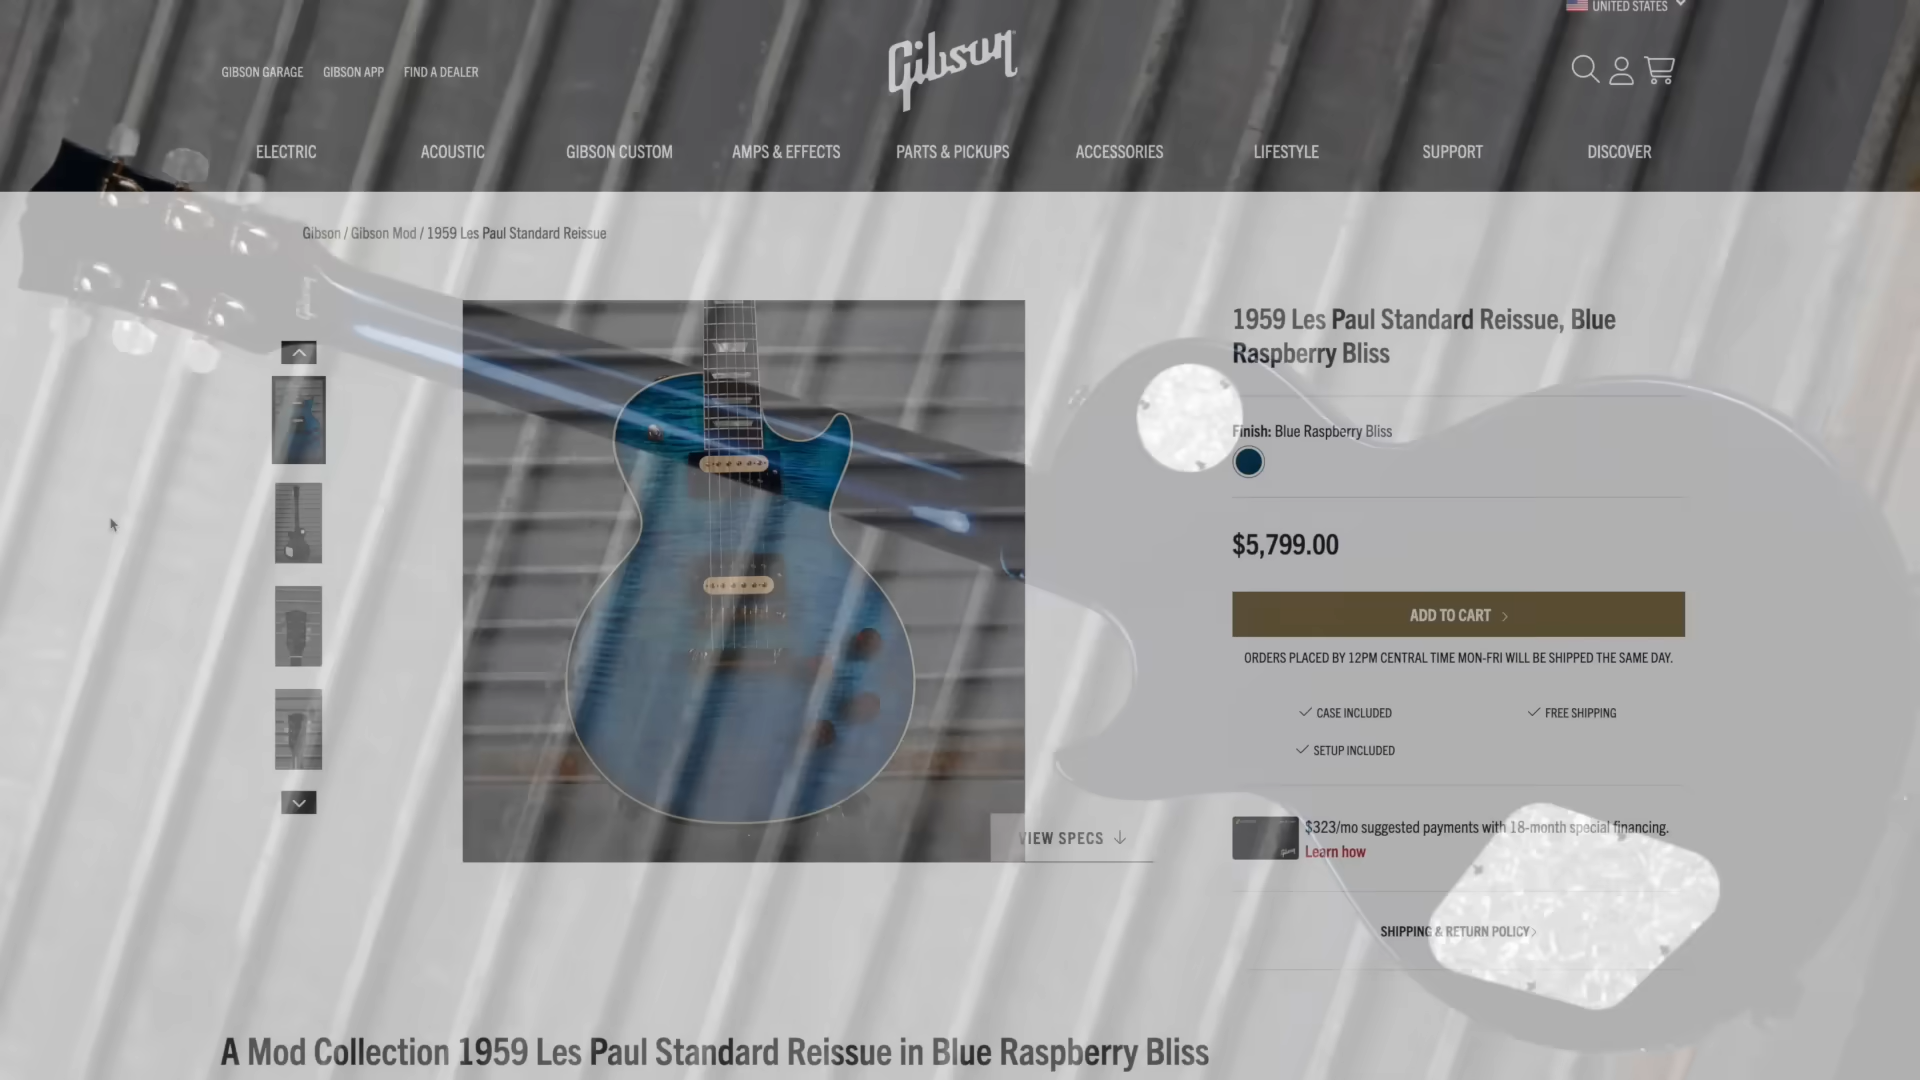 UNITED STATES
GIBSON GARAGE GIBSON APP FIND A DEALER
Gibson
ELECTRIC ACOUSTIC GIBSON CUSTOM AMPS & EFFECTS PARTS & PICKUPS ACCESSORIES LIFESTYLE SUPPORT DISCOVER
Gibson / Gibson Mod / 1959 Les Paul Standard Reissue
1959 Les Paul Standard Reissue, Blue
Raspberry Bliss
Finish: Blue Raspberry Bliss
$5,799.00
ADD TO CART
ORDERS PLACED BY 12PM CENTRAL TIME MON-FRI WILL BE SHIPPED THE SAME DAY.
CASE INCLUDED FREE SHIPPING
SETUP INCLUDED
VIEW SPECS
$323/mo suggested payments with 18-month special financing.
Learn how
SHIPPING & RETURN POLICY
A Mod Collection 1959 Les Paul Standard Reissue in Blue Raspberry Bliss